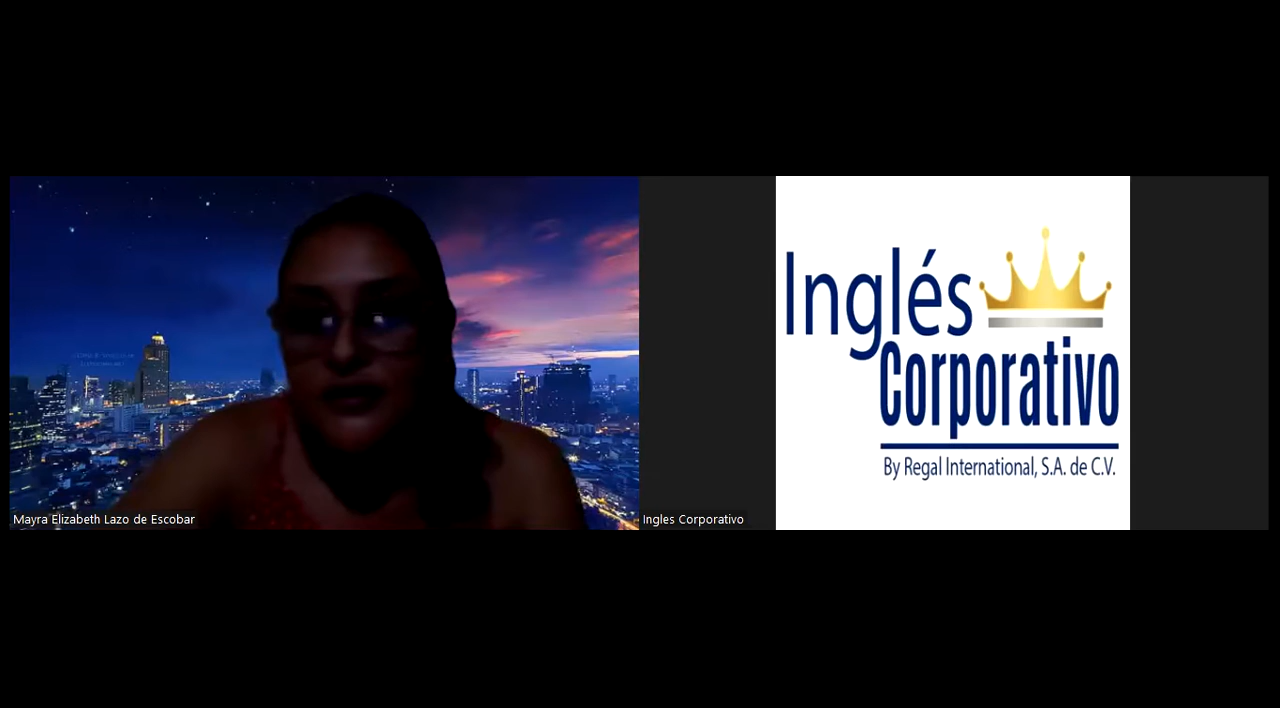 Inglés
Corporativo
By Regal International, S.A. de C.V.
Mayra Elizabeth Lazo de Escobar
Ingles Corporativo